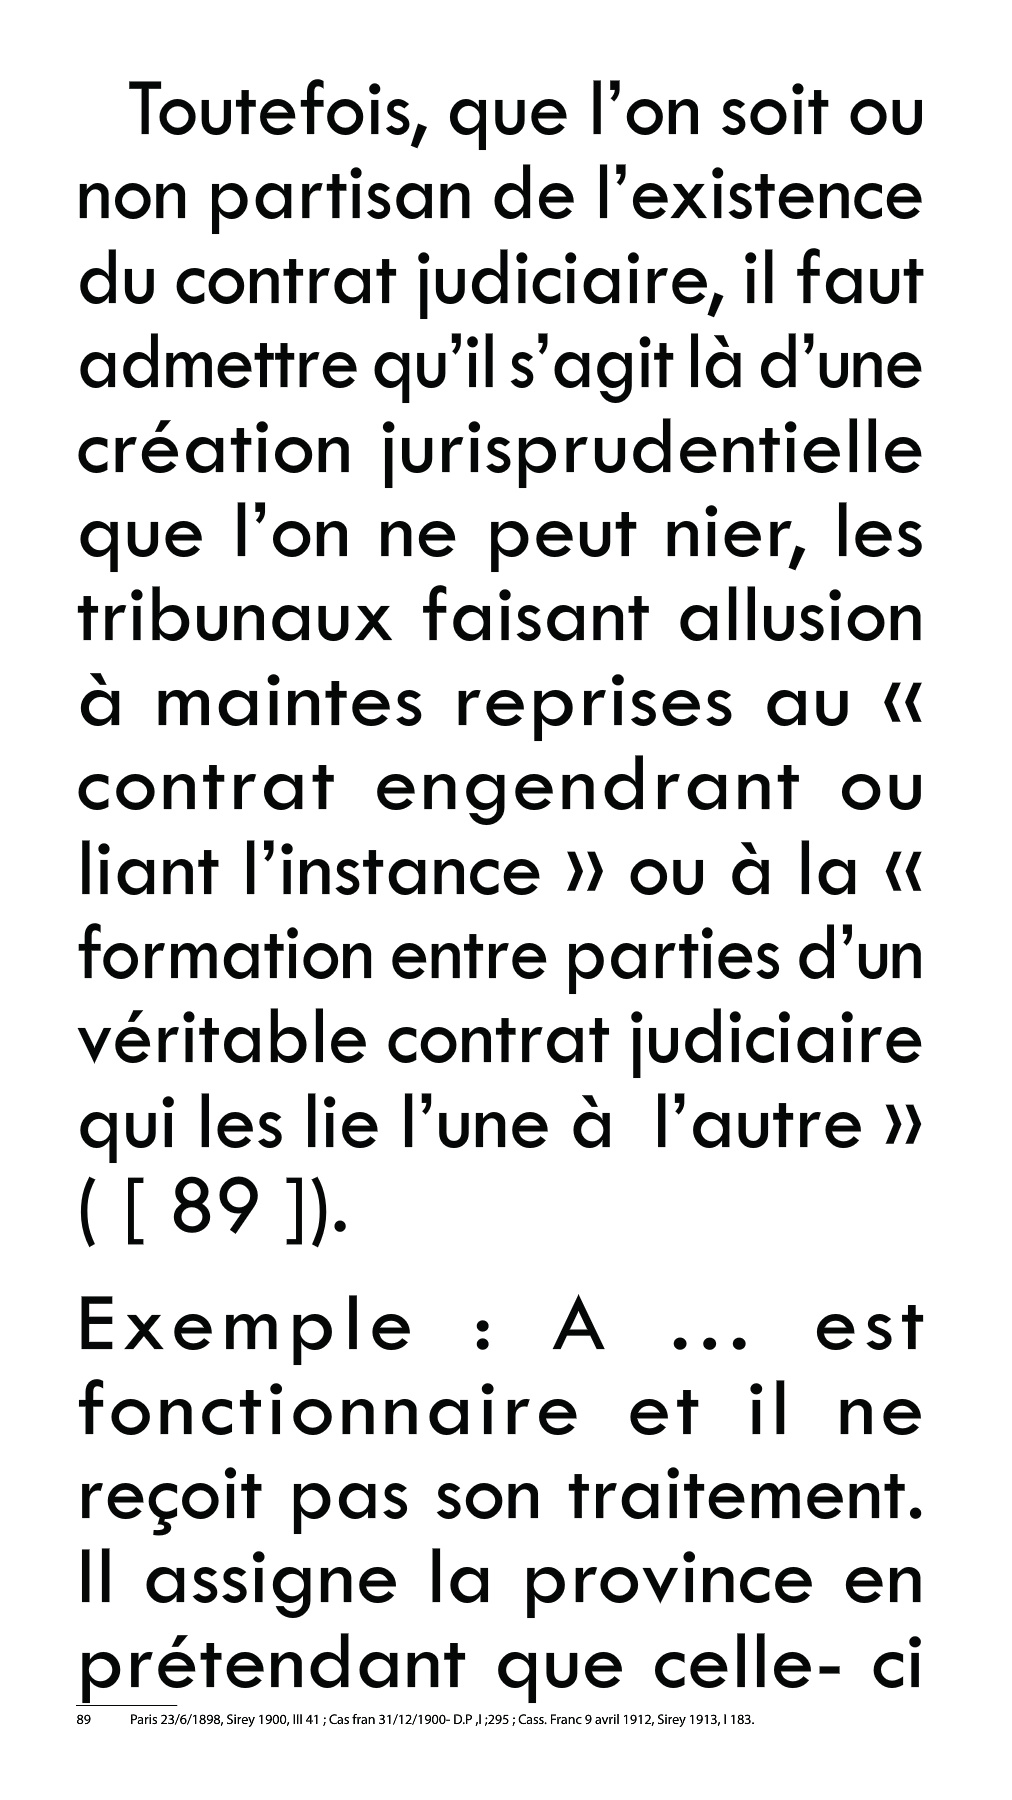 Toutefois, que l’on soit ou
non partisan de l’existence
du contrat judiciaire, il faut
admettre qu’il s’agit là d’une
création jurisprudentielle
que l’on ne peut nier, les
tribunaux faisant allusion
à maintes reprises au «
contrat engendrant ou
liant l’instance » ou à la «
formation entre parties d’un
véritable contrat judiciaire
qui les lie l’une à l’autre »
( [ 89 ]).
Exemple : A ... est
fonctionnaire et il ne
reçoit pas son traitement.
Il assigne la province en
prétendant que celle- ci
89 Paris 23/6/1898, Sirey 1900, III 41 ; Cas fran 31/12/1900- D.P ,I ;295 ; Cass. Franc 9 avril 1912, Sirey 1913, I 183.